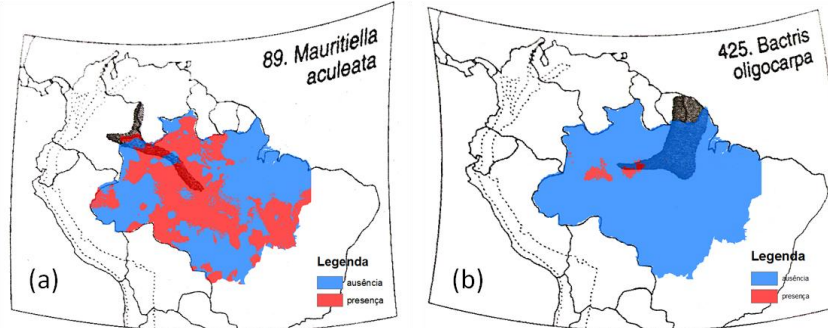 89. Mauritiella
aculeata
(a)
Legenda
ausência
presença
425. Bactris
oligocarpa
(b)
Legenda
ausência
presença